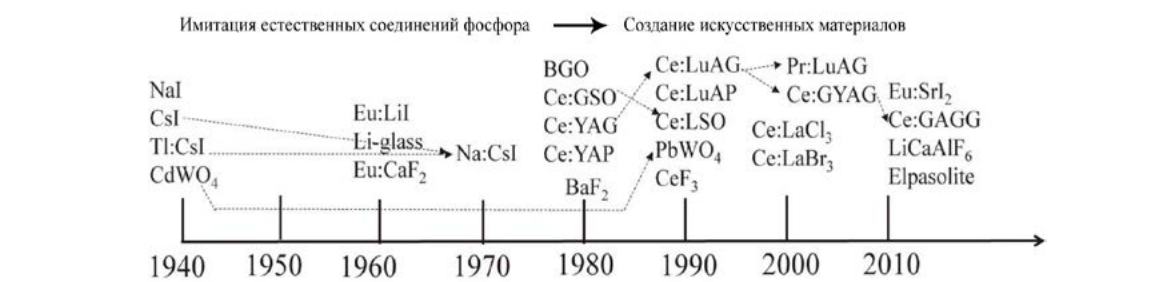 Имитация естественных соединений фосфора
Создание искусственных материалов
NaI
CsI
Tl:CsI
CdWO₄
Eu:LiI
Li-glass
Eu:CaF₂
Na:CsI
BGO
Ce:GSO
Ce:YAG
Ce:YAP
BaF₂
Ce:LuAG
Ce:LuAP
Ce:LSO
PbWO₄
CeF₃
Pr:LuAG
Ce:GYAG
Ce:LaCl₃
Ce:LaBr₃
Eu:SrI₂
Ce:GAGG
LiCaAlF₆
Elpasolite
1940 1950 1960 1970 1980 1990 2000 2010